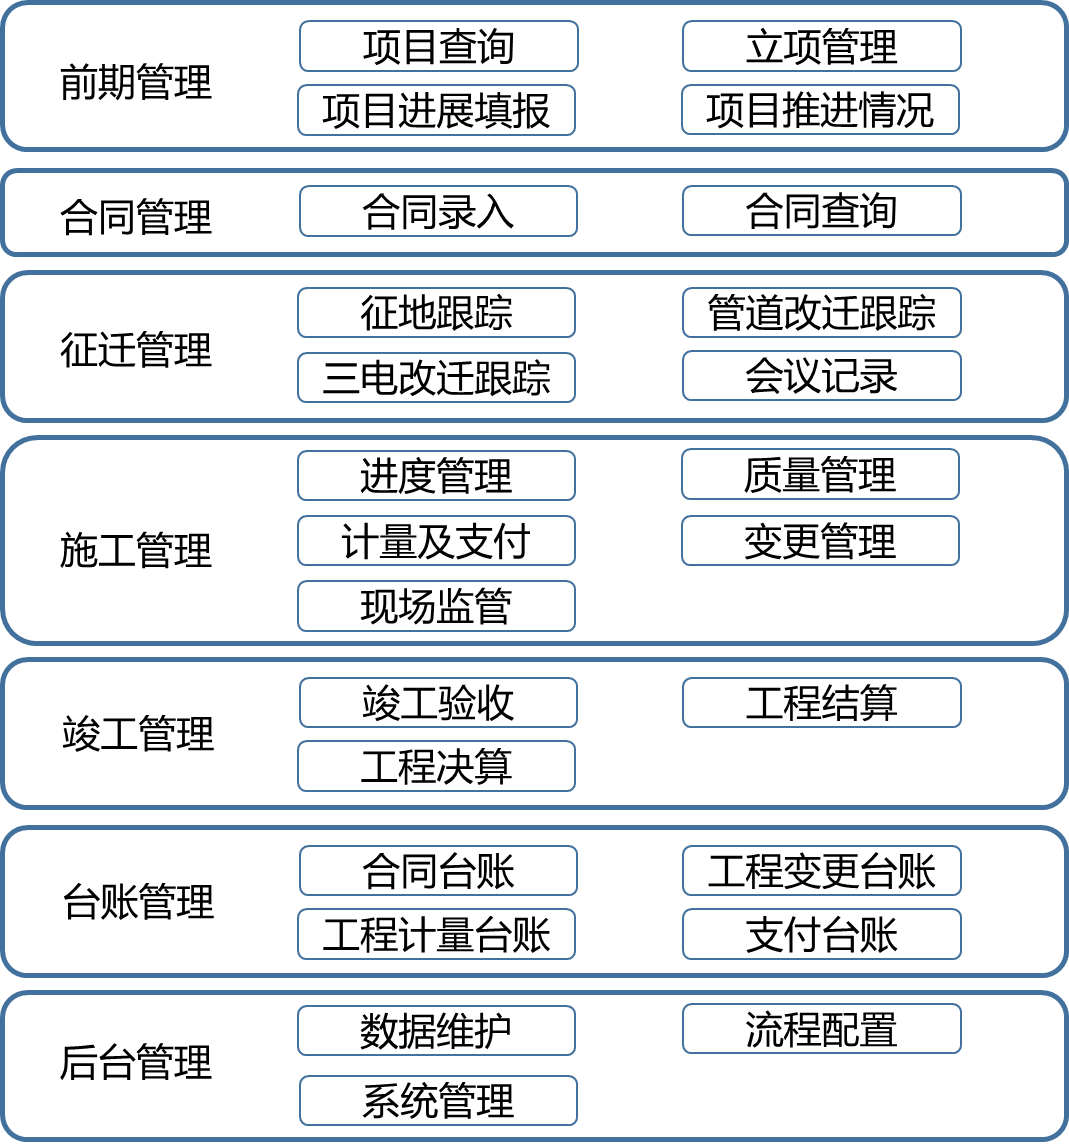 前期管理
项目查询
立项管理
项目进展填报
项目推进情况
合同管理
合同录入
合同查询
征迁管理
征地跟踪
管道改迁跟踪
三电改迁跟踪
会议记录
施工管理
进度管理
质量管理
计量及支付
变更管理
现场监管
竣工管理
竣工验收
工程结算
工程决算
台账管理
合同台账
工程变更台账
工程计量台账
支付台账
后台管理
数据维护
流程配置
系统管理